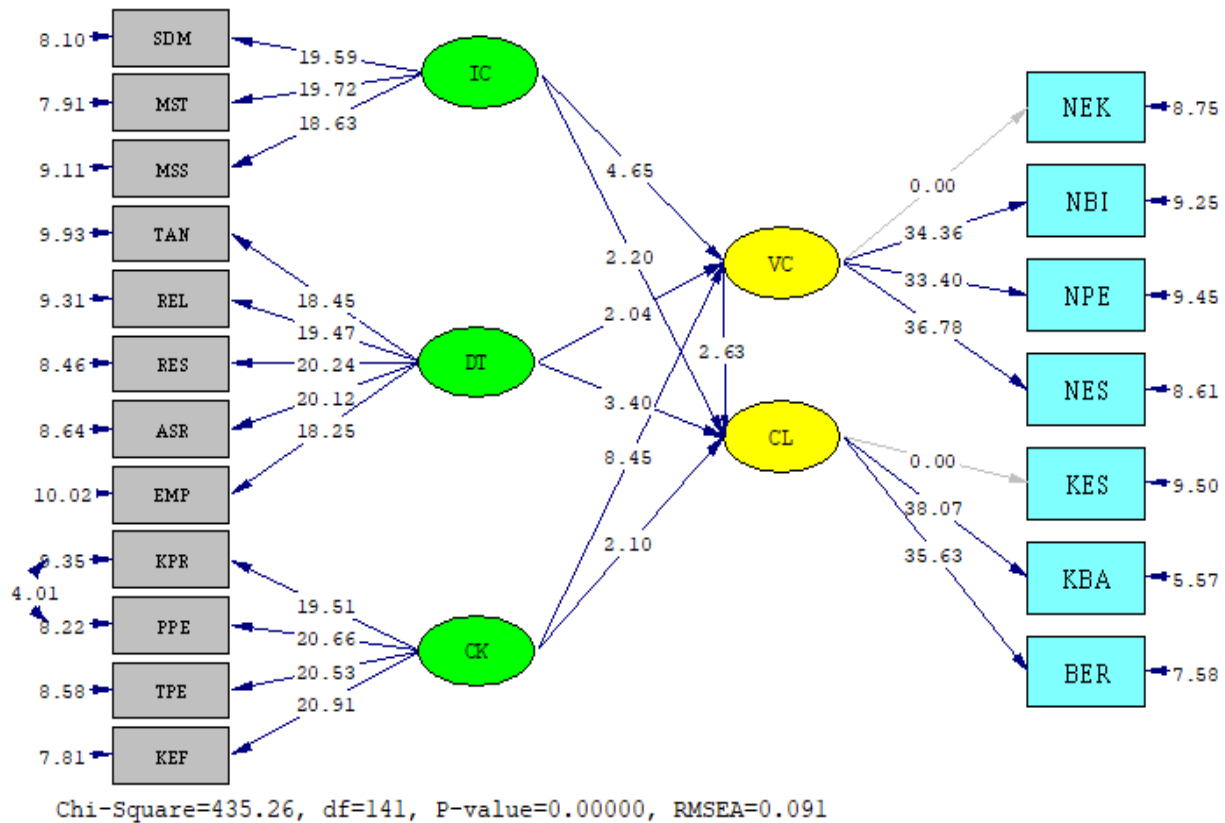 8.10
SDM
7.91
MST
9.11
MSS
9.93
TAN
9.31
REL
8.46
RES
8.64
ASR
10.02
EMP
9.35
KPR
4.01
8.22
PPE
8.58
TPE
7.81
KEF
19.59
19.72
18.63
IC
18.45
19.47
20.24
20.12
18.25
DT
19.51
20.66
20.53
20.91
CK
4.65
2.20
2.04
2.63
3.40
8.45
2.10
VC
CL
0.00
34.36
33.40
36.78
0.00
38.07
35.63
NEK
8.75
NBI
9.25
NPE
9.45
NES
8.61
KES
9.50
KBA
5.57
BER
7.58
Chi-Square=435.26, df=141, P-value=0.00000, RMSEA=0.091